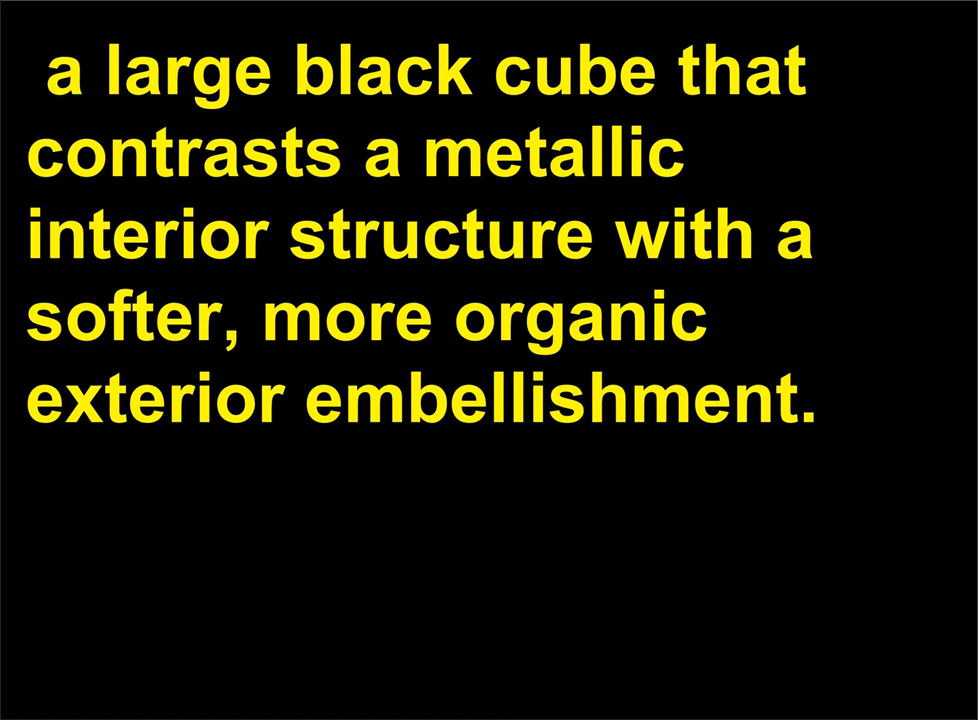 a large black cube that
contrasts a metallic
interior structure with a
softer, more organic
exterior embellishment.